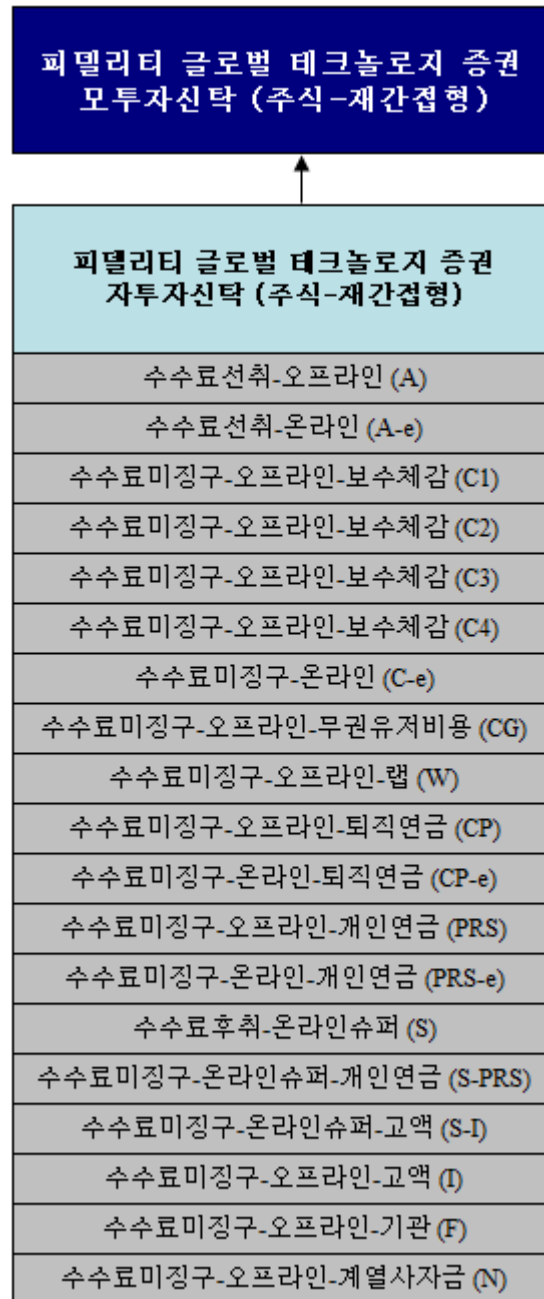 피델리티 글로벌 테크놀로지 증권
모투자신탁 (주식-재간접형)
피델리티 글로벌 테크놀로지 증권
자투자신탁 (주식-재간접형)
수수료선취-오프라인 (A)
수수료선취-온라인 (A-e)
수수료미징구-오프라인-보수체감 (C1)
수수료미징구-오프라인-보수체감 (C2)
수수료미징구-오프라인-보수체감 (C3)
수수료미징구-오프라인-보수체감 (C4)
수수료미징구-온라인 (C-e)
수수료미징구-오프라인-무권유저비용 (CG)
수수료미징구-오프라인-랩 (W)
수수료미징구-오프라인-퇴직연금 (CP)
수수료미징구-온라인-퇴직연금 (CP-e)
수수료미징구-오프라인-개인연금 (PRS)
수수료미징구-온라인-개인연금 (PRS-e)
수수료후취-온라인슈퍼 (S)
수수료미징구-온라인슈퍼-개인연금 (S-PRS)
수수료미징구-온라인슈퍼-고액 (S-I)
수수료미징구-오프라인-고액 (I)
수수료미징구-오프라인-기관 (F)
수수료미징구-오프라인-계열사자금 (N)